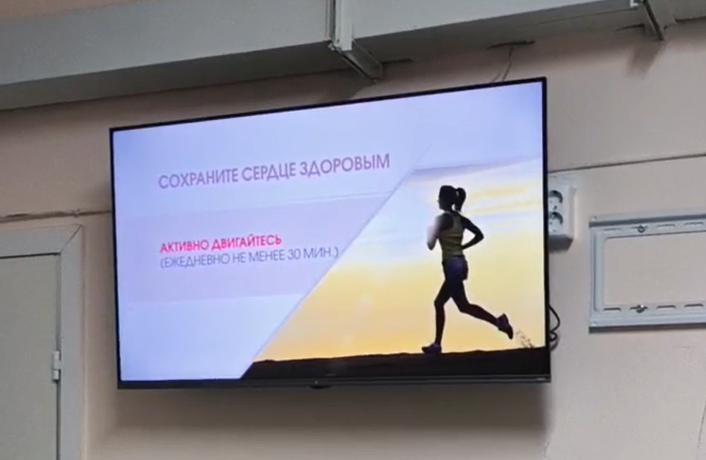 СОХРАНИТЕ СЕРДЦЕ ЗДОРОВЫМ
АКТИВНО ДВИГАЙТЕСЬ
(ЕЖЕДНЕВНО НЕ МЕНЕЕ 30 МИН.)